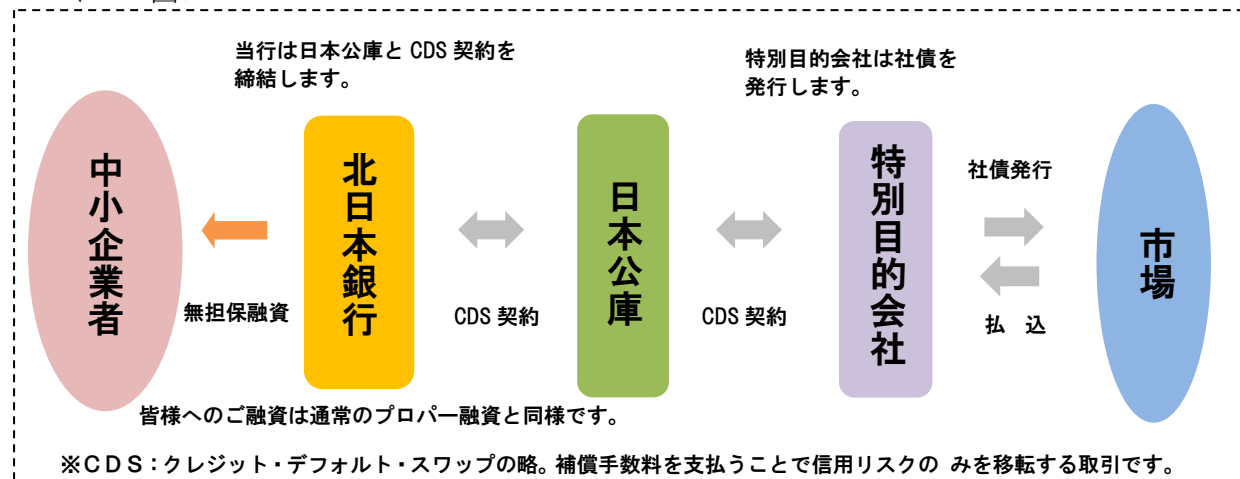 当行は日本公庫と CDS 契約を
締結します。
特別目的会社は社債を
発行します。
中小企業者
無担保融資
北日本銀行
CDS 契約
日本公庫
CDS 契約
特別目的会社
社債発行
払 込
市場
皆様へのご融資は通常のプロパー融資と同様です。
※ＣＤＳ：クレジット・デフォルト・スワップの略。補償手数料を支払うことで信用リスクの みを移転する取引です。